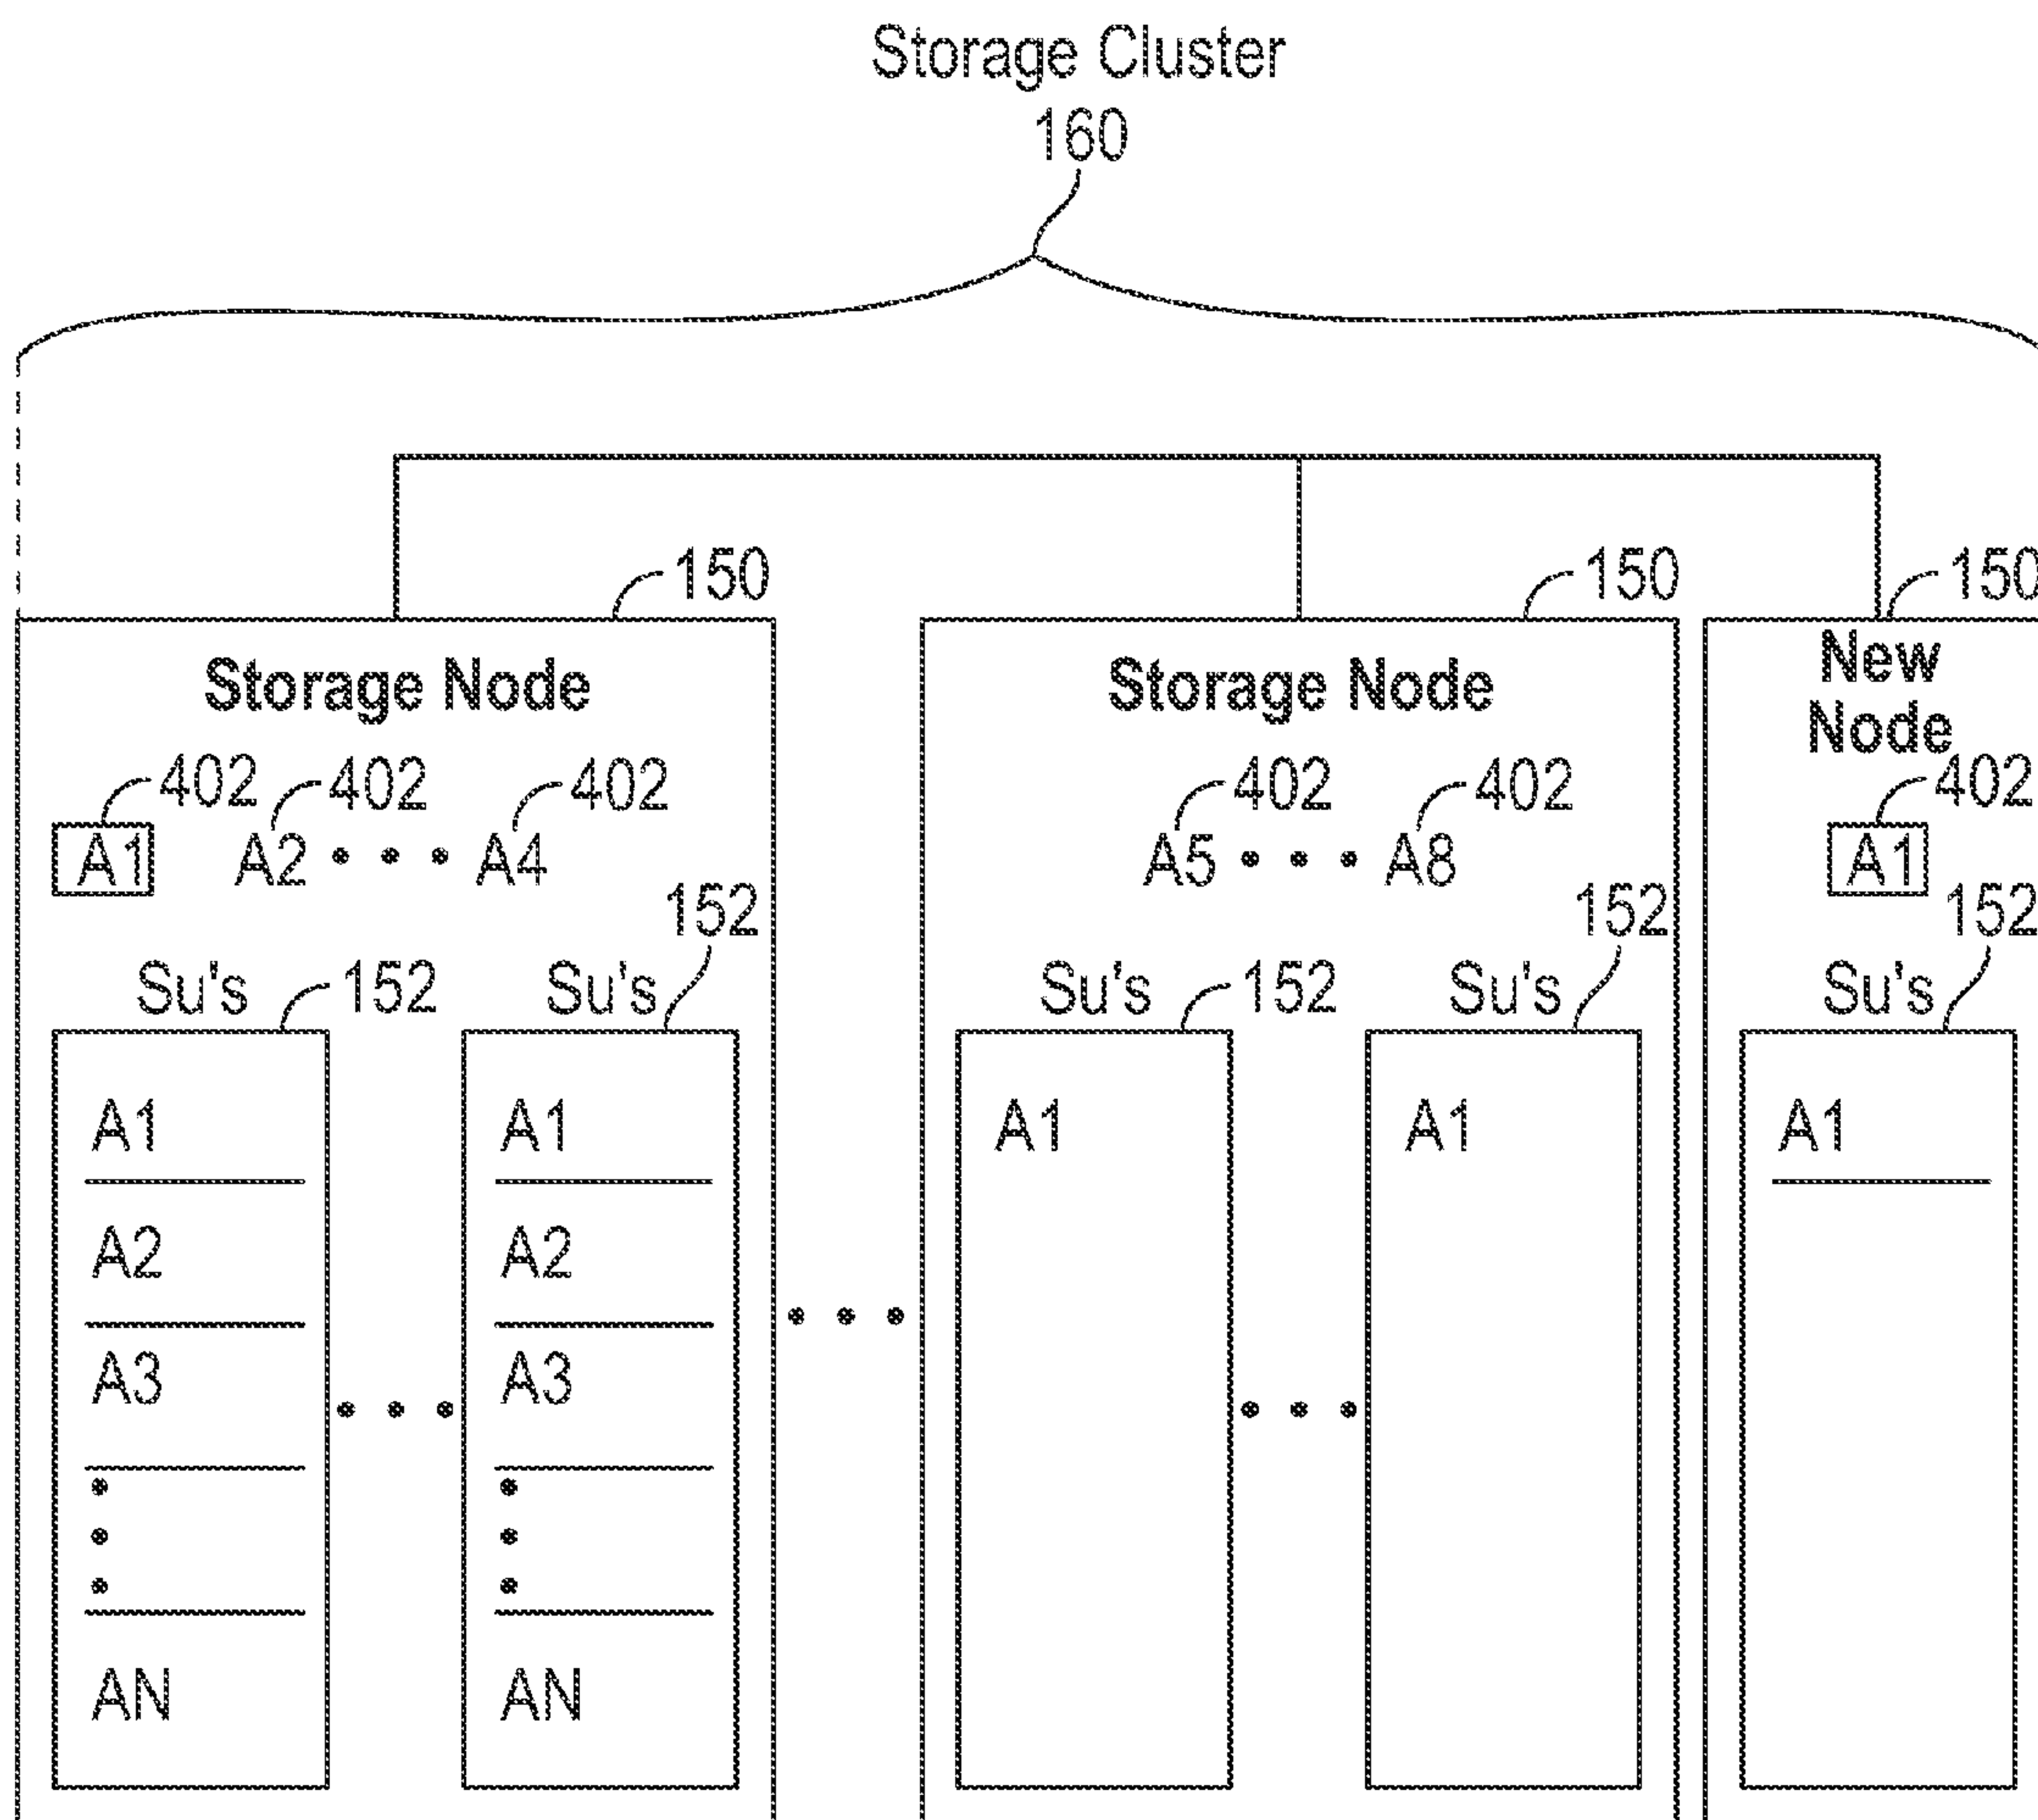 Storage Cluster
160
150 150 150
Storage Node Storage Node New
Node
402 402 402 402 402 402
A1 A2 • • • A4 A5 • • • A8 A1
152 152 152
Su's 152 Su's Su's 152 Su's Su's
A1 A1 A1 A1 A1
A2 A2
• • •
A3 A3
• • • • • •
•
•
•
•
•
•
AN AN